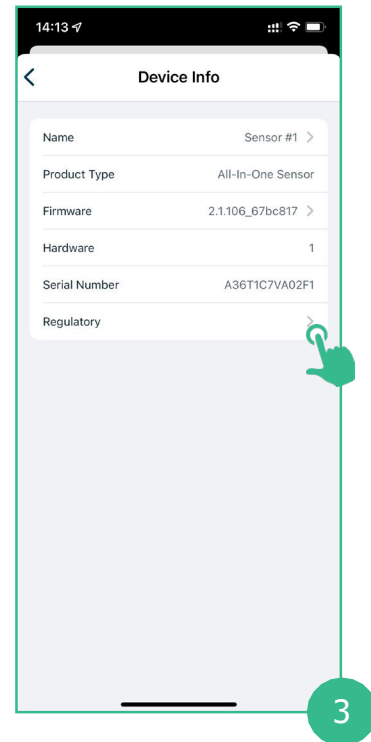 14:13
Device Info
Name Sensor #1
Product Type All-In-One Sensor
Firmware 2.1.106_67bc817
Hardware 1
Serial Number A36T1C7VA02F1
Regulatory
3